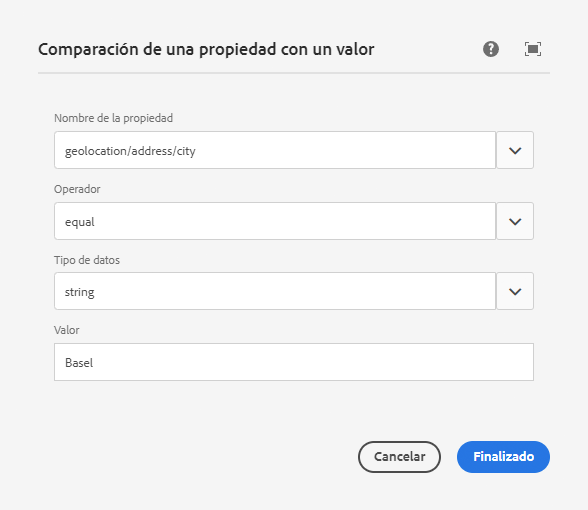 Comparación de una propiedad con un valor
Nombre de la propiedad
geolocation/address/city
Operador
equal
Tipo de datos
string
Valor
Basel
Cancelar
Finalizado